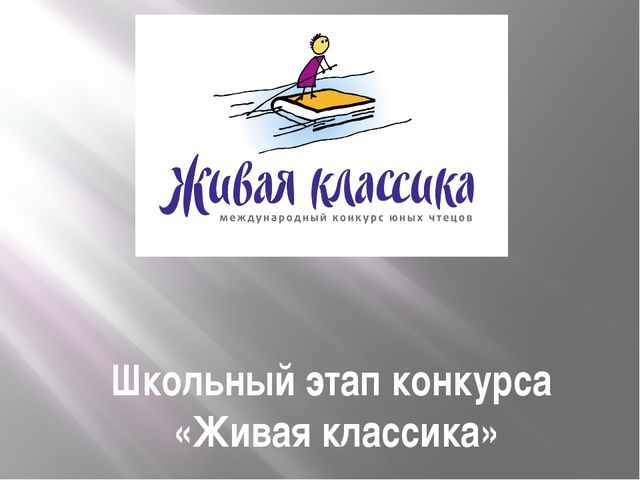 Живая классика
международный конкурс юных чтецов
Школьный этап конкурса
«Живая классика»